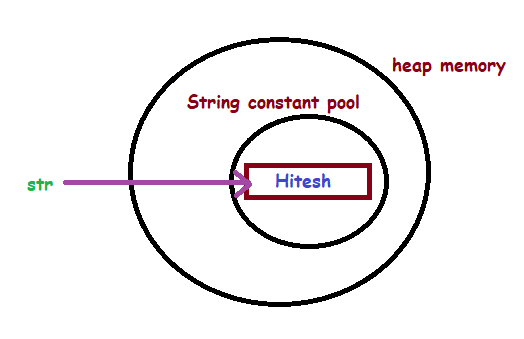 heap memory
String constant pool
Hitesh
str